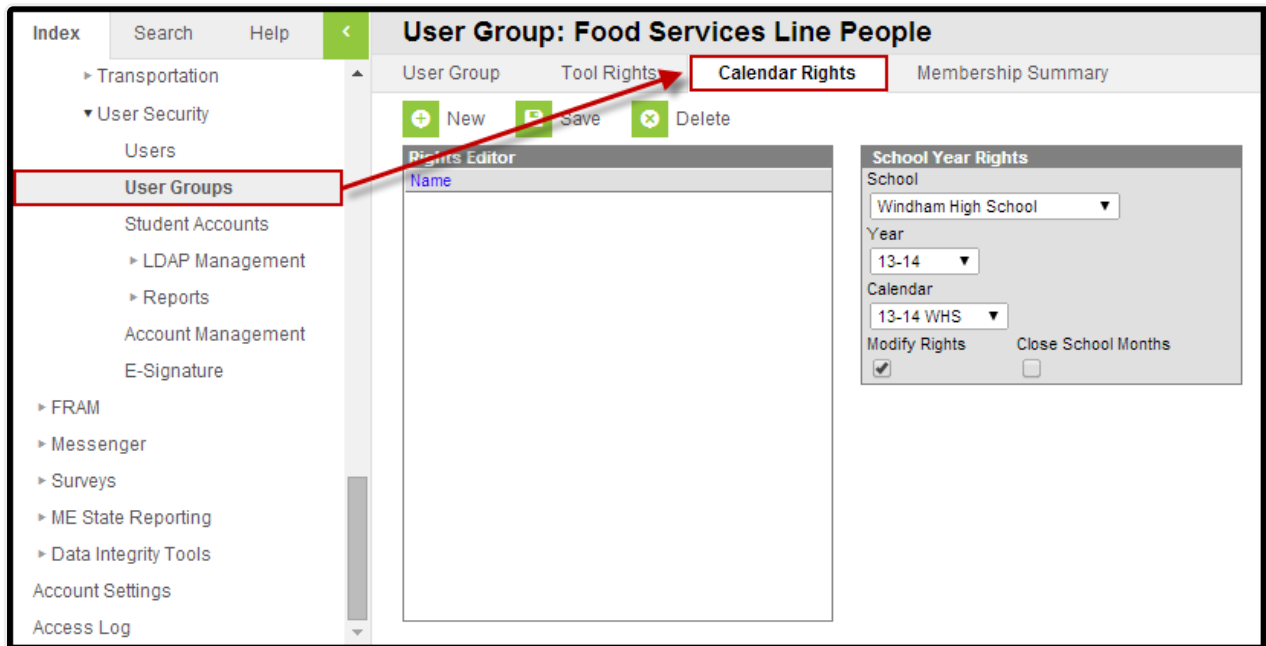 Index Search Help
Transportation
User Security
Users
User Groups
Student Accounts
LDAP Management
Reports
Account Management
E-Signature
FRAM
Messenger
Surveys
ME State Reporting
Data Integrity Tools
Account Settings
Access Log
User Group: Food Services Line People
User Group Tool Rights Calendar Rights Membership Summary
New Save Delete
Rights Editor
Name
School Year Rights
School
Windham High School
Year
13-14
Calendar
13-14 WHS
Modify Rights Close School Months